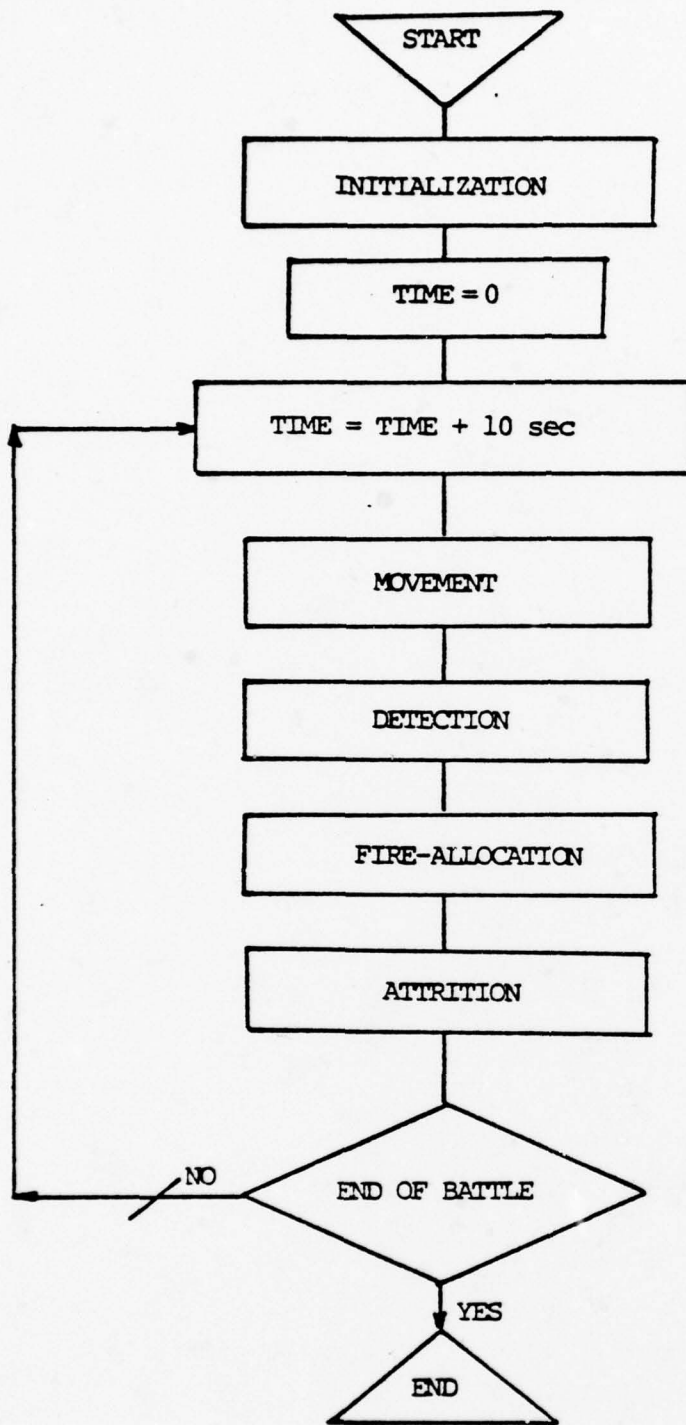 START
INITIALIZATION
TIME = 0
TIME = TIME + 10 sec
MOVEMENT
DETECTION
FIRE-ALLOCATION
ATTRITION
END OF BATTLE
NO
YES
END